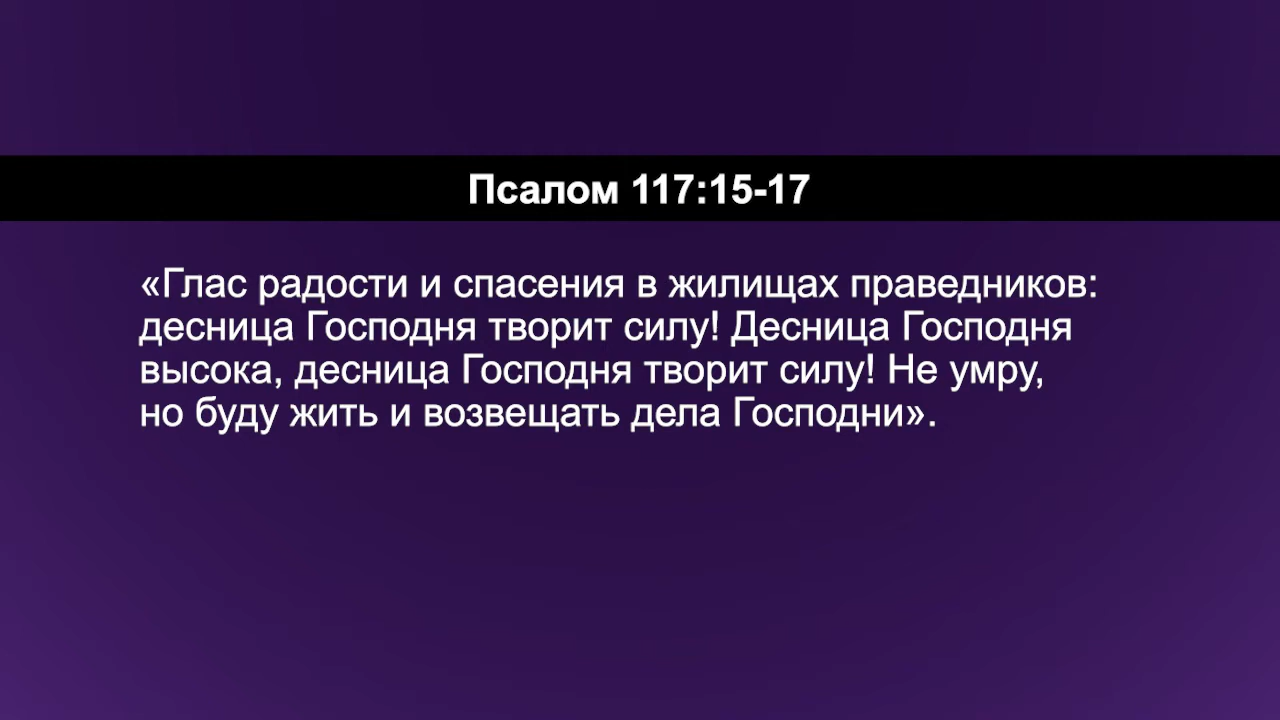 Псалом 117:15-17
«Глас радости и спасения в жилищах праведников:
десница Господня творит силу! Десница Господня
высока, десница Господня творит силу! Не умру,
но буду жить и возвещать дела Господни».